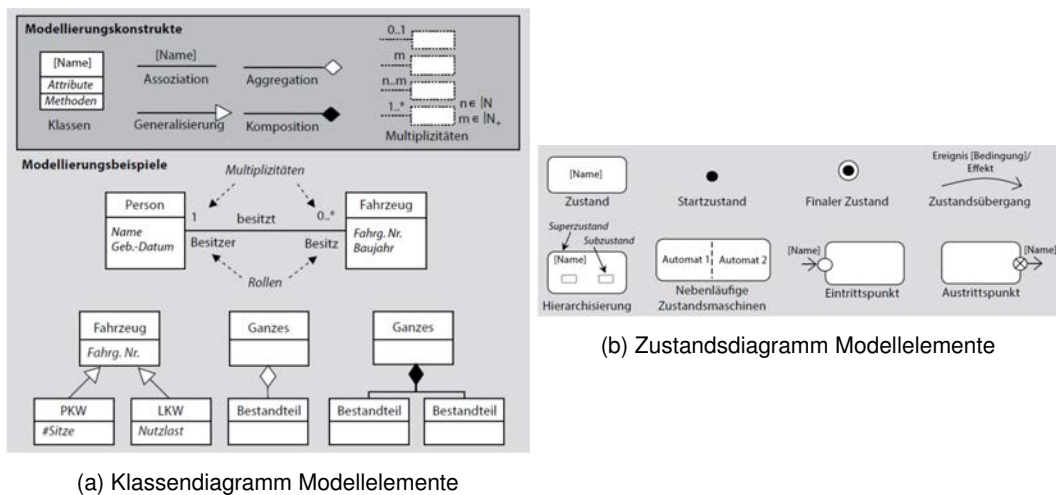 Modellierungskonstrukte
[Name]
Attribute
Methoden
Klassen
[Name]
Assoziation
Aggregation
Generalisierung
Komposition
0..1
m
n..m
1..*
n ∈ |N
m ∈ |N+
Multiplizitäten
Modellierungsbeispiele
Multiplizitäten
Person
Name
Geb.-Datum
1
besitzt
0..*
Besitzer
Besitz
Fahrzeug
Fahrg. Nr.
Baujahr
Rollen
Fahrzeug
Fahrg. Nr.
PKW
#Sitze
LKW
Nutzlast
Ganzes
Bestandteil
Ganzes
Bestandteil
Bestandteil
(a) Klassendiagramm Modellelemente
[Name]
Zustand
Startzustand
Finaler Zustand
Ereignis [Bedingung]/
Effekt
Zustandsübergang
Superzustand
Subzustand
[Name]
Hierarchisierung
Automat 1
Automat 2
Nebenläufige
Zustandsmaschinen
[Name]
Eintrittspunkt
[Name]
Austrittspunkt
(b) Zustandsdiagramm Modellelemente